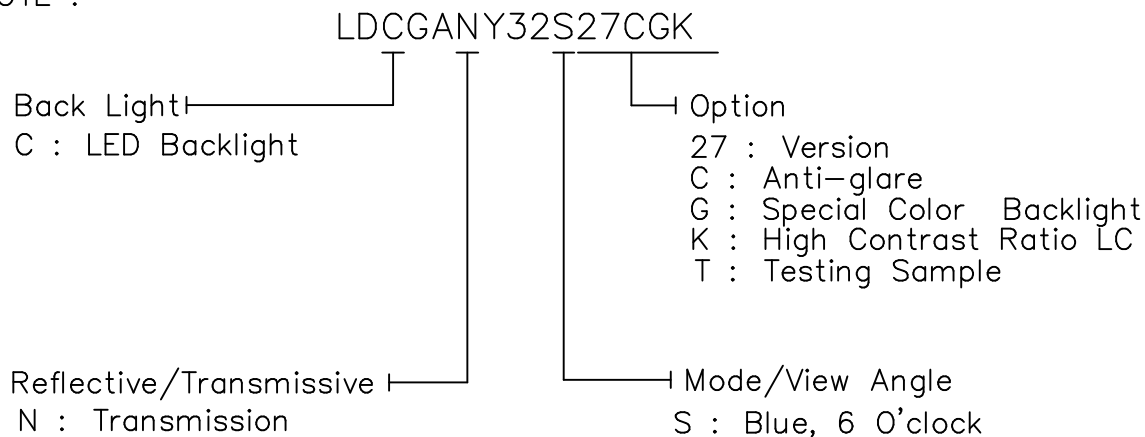 LDCGANY32S27CGK
Back Light
C : LED Backlight
Option
27 : Version
C : Anti-glare
G : Special Color Backlight
K : High Contrast Ratio LC
T : Testing Sample
Reflective/Transmissive
N : Transmission
Mode/View Angle
S : Blue, 6 O'clock